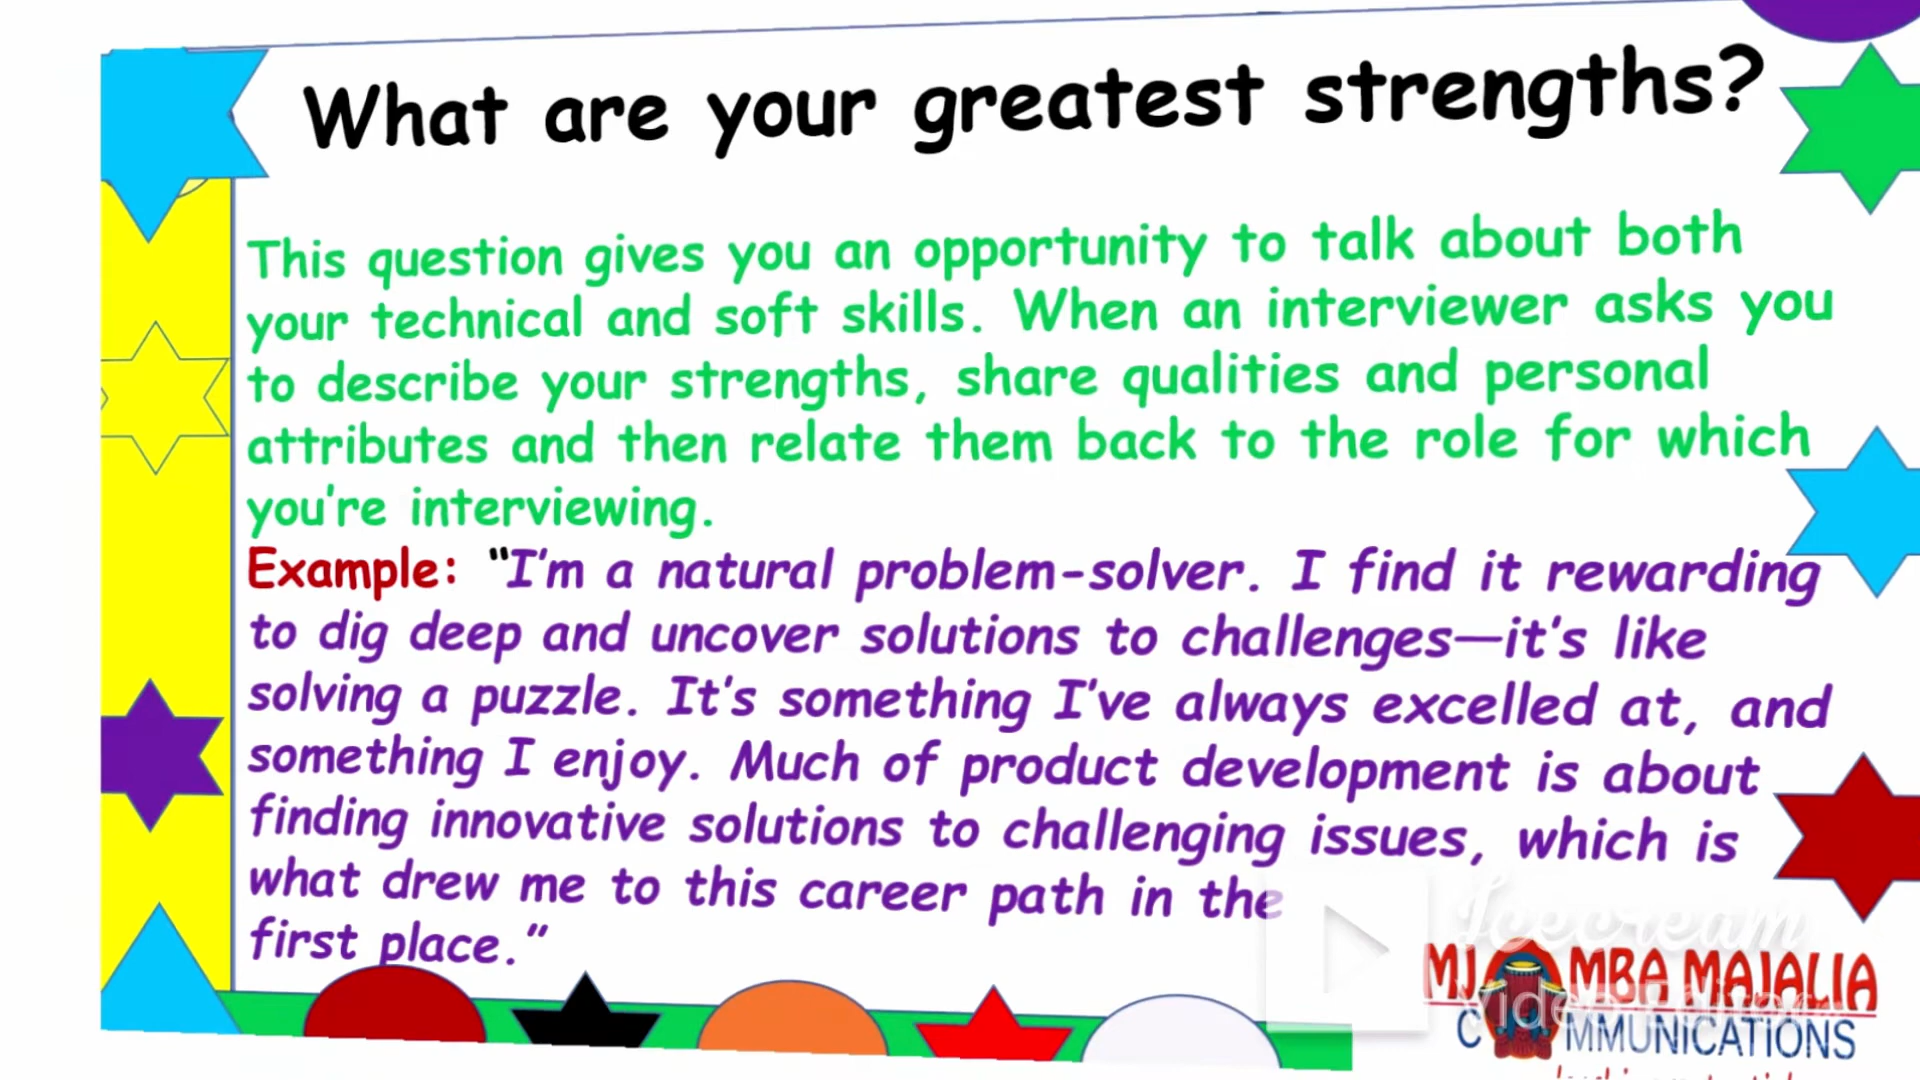 What are your greatest strengths?
This question gives you an opportunity to talk about both
your technical and soft skills. When an interviewer asks you
to describe your strengths, share qualities and personal
attributes and then relate them back to the role for which
you're interviewing.
Example: “I'm a natural problem-solver. I find it rewarding
to dig deep and uncover solutions to challenges—it's like
solving a puzzle. It's something I've always excelled at, and
something I enjoy. Much of product development is about
finding innovative solutions to challenging issues, which is
what drew me to this career path in the
first place.”
Icecream
Video Editor
MJOMBA MAJALIA
COMMUNICATIONS